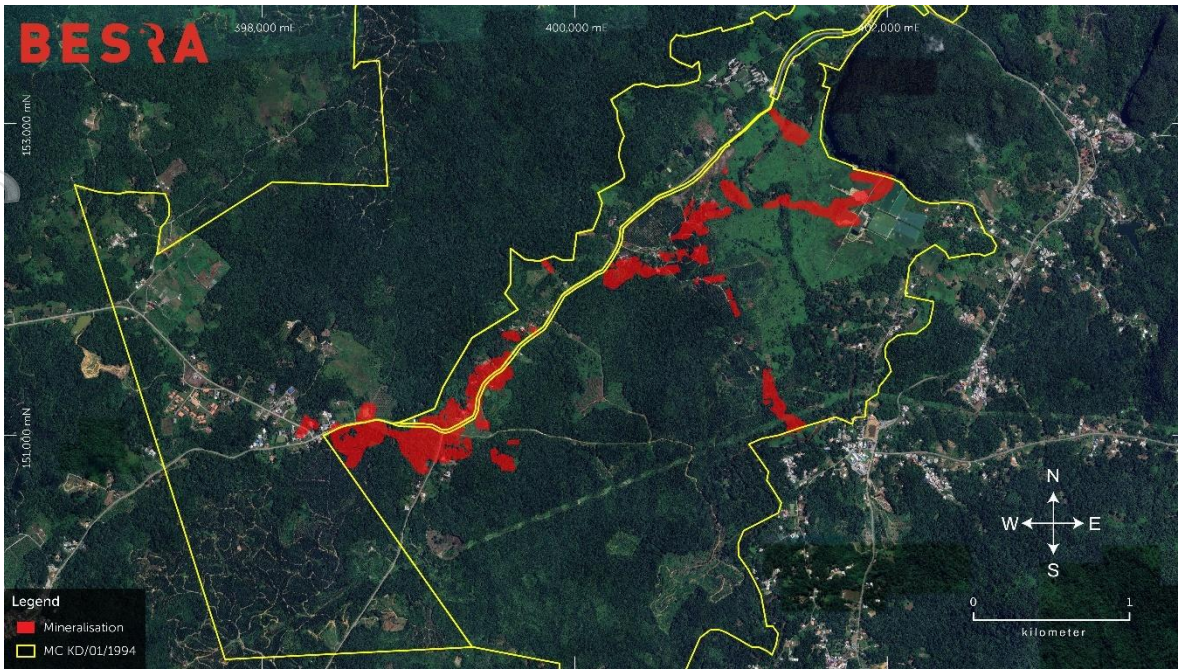 BESRA
398,000 mE
400,000 mE
402,000 mE
153,000 mN
151,000 mN
N
W E
S
Legend
Mineralisation
MC KD/01/1994
0 1
kilometer